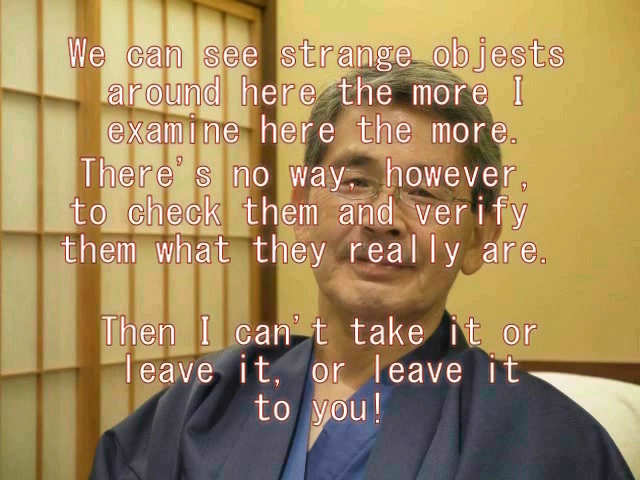 We can see strange objests
around here the more I
examine here the more.
There's no way, however,
to check them and verify
them what they really are.
Then I can't take it or
leave it, or leave it
to you!